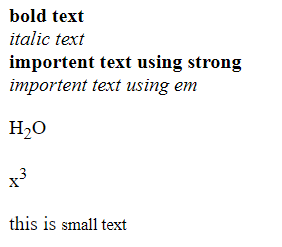 bold text
italic text
importent text using strong
importent text using em
H₂O
x³
this is small text